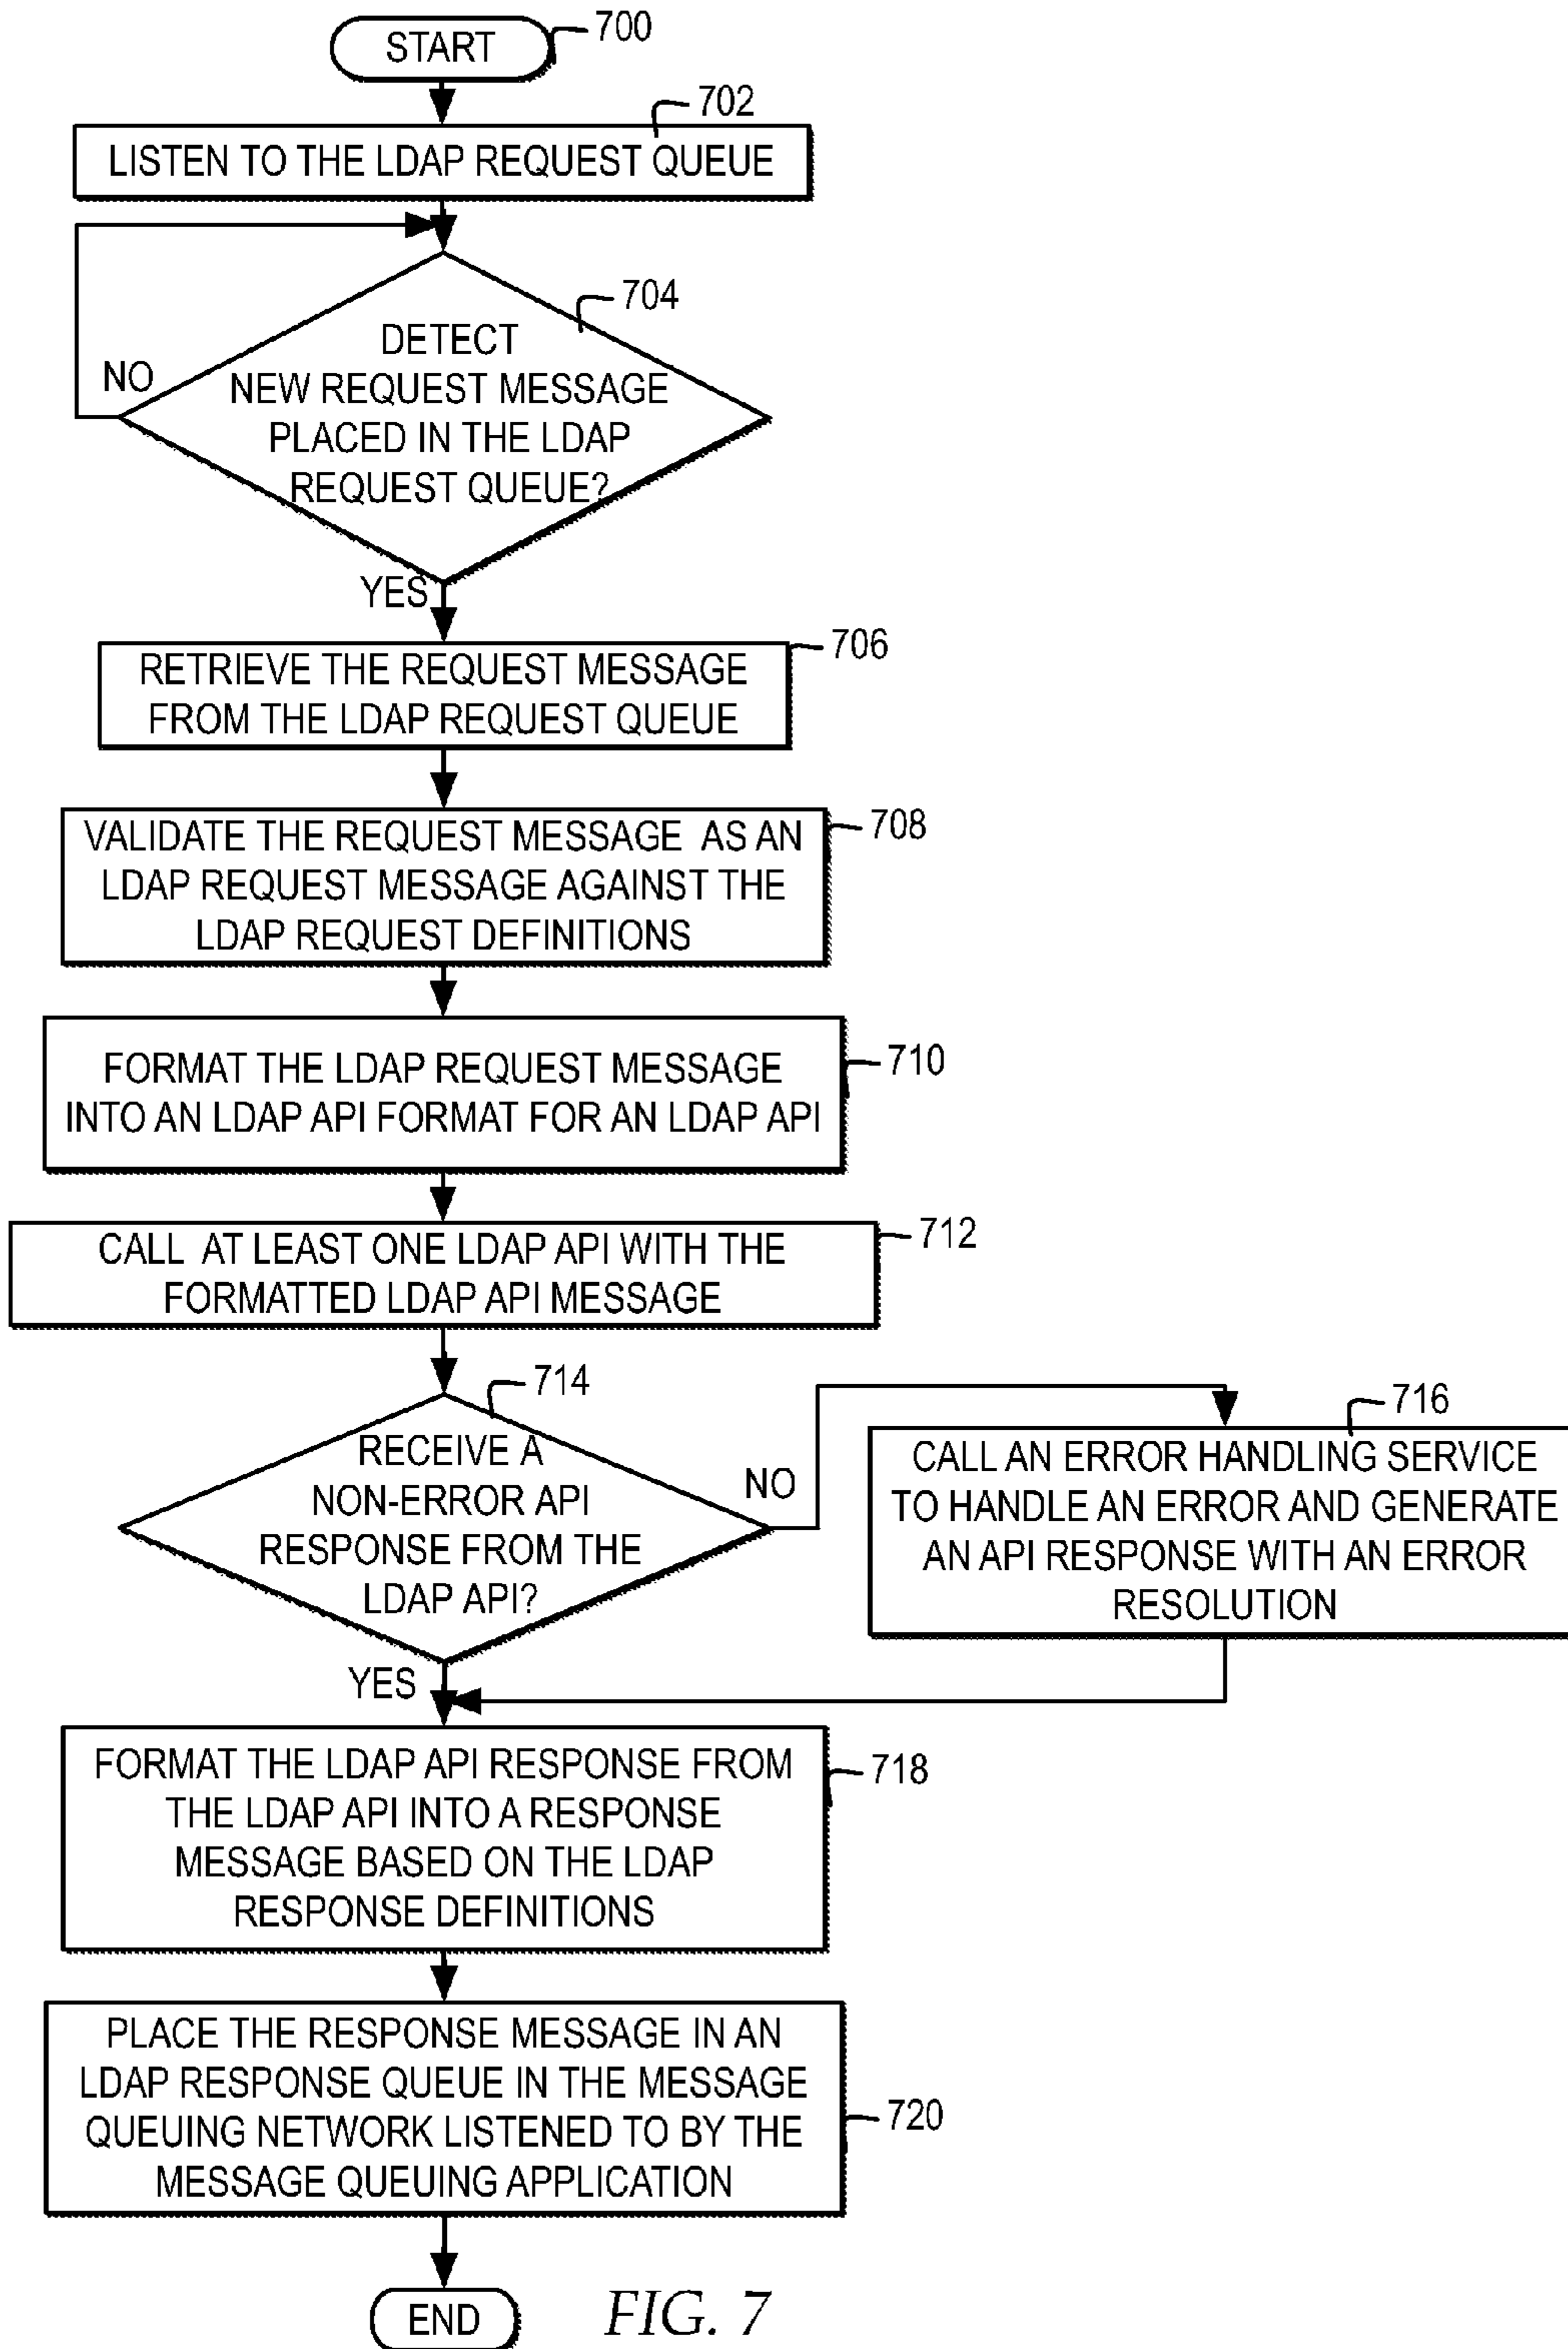 START
700
702
LISTEN TO THE LDAP REQUEST QUEUE
704
DETECT
NEW REQUEST MESSAGE
PLACED IN THE LDAP
REQUEST QUEUE?
NO
YES
706
RETRIEVE THE REQUEST MESSAGE
FROM THE LDAP REQUEST QUEUE
708
VALIDATE THE REQUEST MESSAGE AS AN
LDAP REQUEST MESSAGE AGAINST THE
LDAP REQUEST DEFINITIONS
710
FORMAT THE LDAP REQUEST MESSAGE
INTO AN LDAP API FORMAT FOR AN LDAP API
712
CALL AT LEAST ONE LDAP API WITH THE
FORMATTED LDAP API MESSAGE
714
RECEIVE A
NON-ERROR API
RESPONSE FROM THE
LDAP API?
NO
716
CALL AN ERROR HANDLING SERVICE
TO HANDLE AN ERROR AND GENERATE
AN API RESPONSE WITH AN ERROR
RESOLUTION
YES
718
FORMAT THE LDAP API RESPONSE FROM
THE LDAP API INTO A RESPONSE
MESSAGE BASED ON THE LDAP
RESPONSE DEFINITIONS
PLACE THE RESPONSE MESSAGE IN AN
LDAP RESPONSE QUEUE IN THE MESSAGE
QUEUING NETWORK LISTENED TO BY THE
MESSAGE QUEUING APPLICATION
720
END
FIG. 7